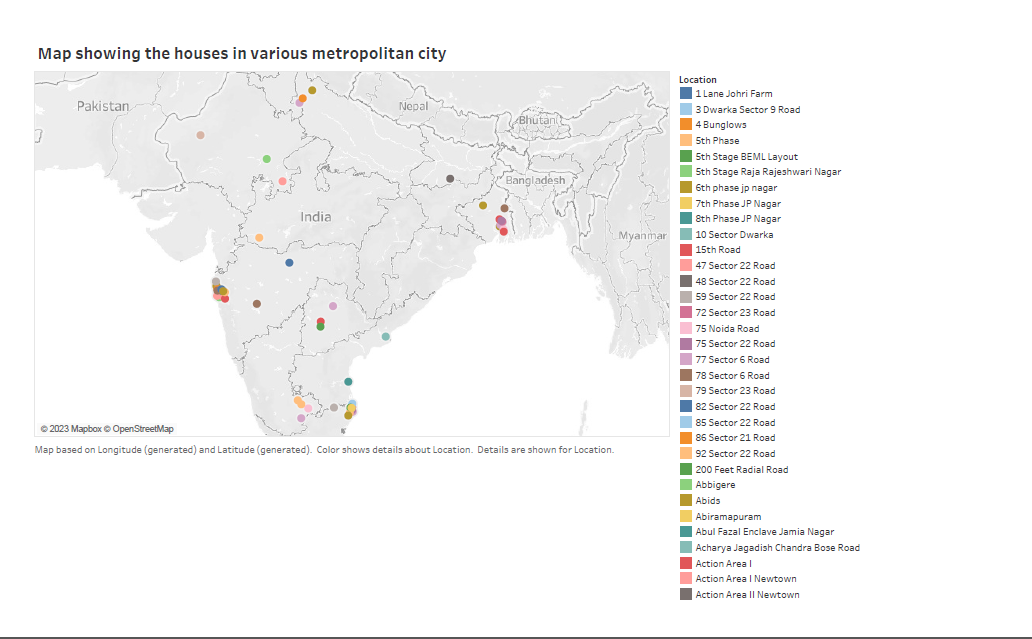 Map showing the houses in various metropolitan city
Pakistan
Nepal
Bhutan
Bangladesh
India
Myanmar
© 2023 Mapbox © OpenStreetMap
Map based on Longitude (generated) and Latitude (generated). Color shows details about Location. Details are shown for Location.
Location
1 Lane Johri Farm
3 Dwarka Sector 9 Road
4 Bunglows
5th Phase
5th Stage BEML Layout
5th Stage Raja Rajeshwari Nagar
6th phase jp nagar
7th Phase JP Nagar
8th Phase JP Nagar
10 Sector Dwarka
15th Road
47 Sector 22 Road
48 Sector 22 Road
59 Sector 22 Road
72 Sector 23 Road
75 Noida Road
75 Sector 22 Road
77 Sector 6 Road
78 Sector 6 Road
79 Sector 23 Road
82 Sector 22 Road
85 Sector 22 Road
86 Sector 21 Road
92 Sector 22 Road
200 Feet Radial Road
Abbigere
Abids
Abiramapuram
Abul Fazal Enclave Jamia Nagar
Acharya Jagadish Chandra Bose Road
Action Area I
Action Area I Newtown
Action Area II Newtown